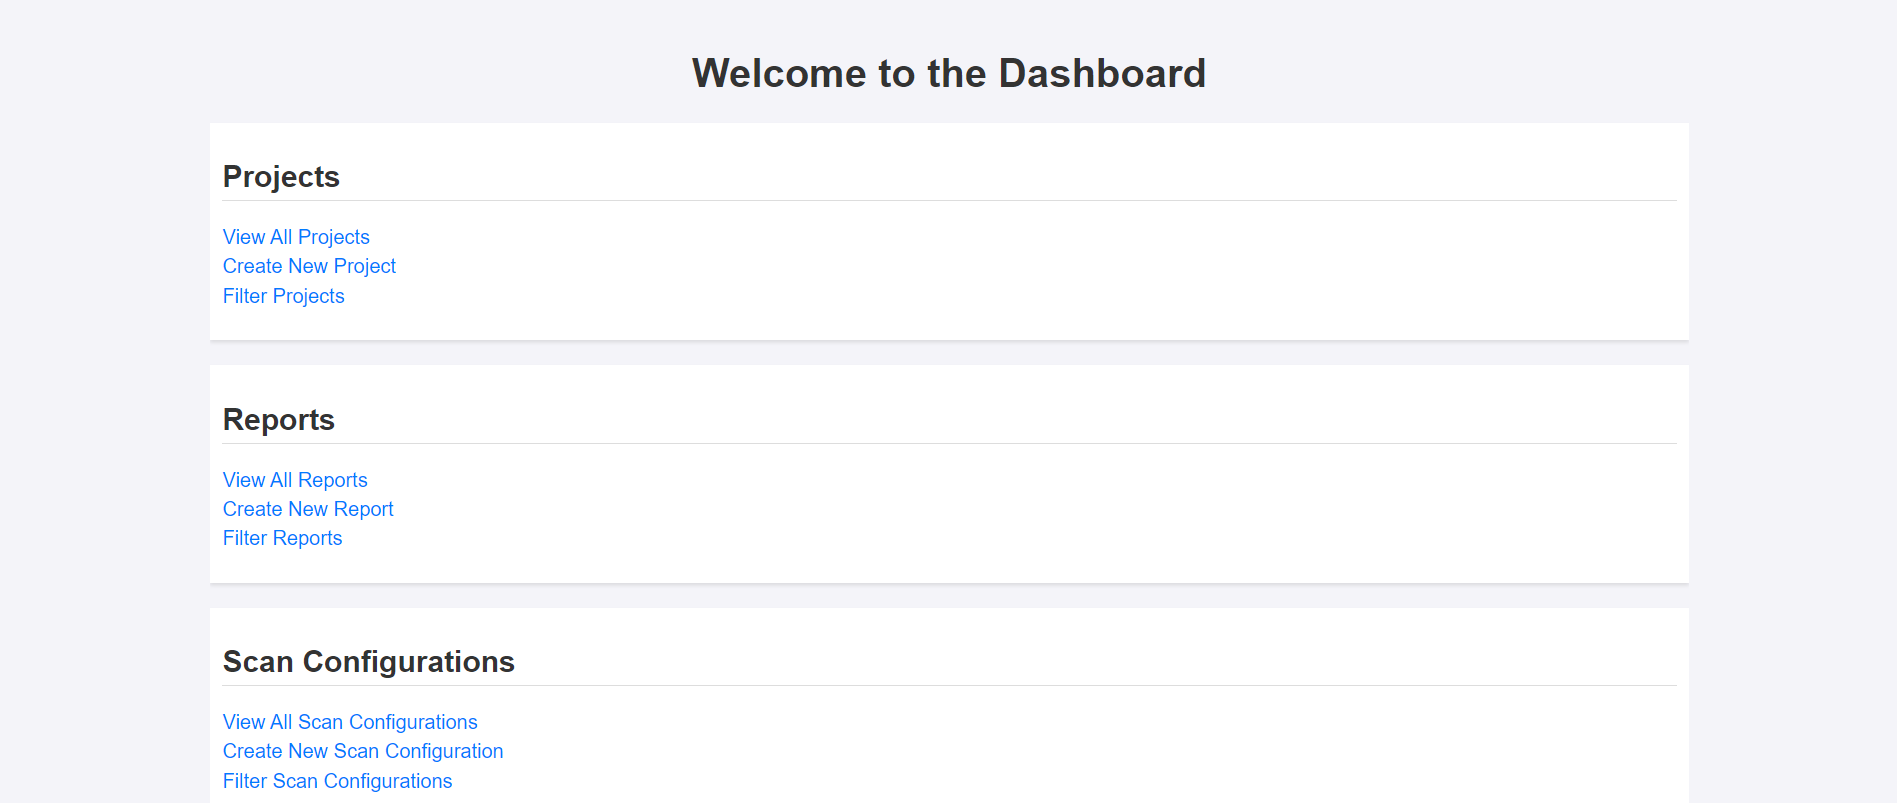 Welcome to the Dashboard
Projects
View All Projects
Create New Project
Filter Projects
Reports
View All Reports
Create New Report
Filter Reports
Scan Configurations
View All Scan Configurations
Create New Scan Configuration
Filter Scan Configurations